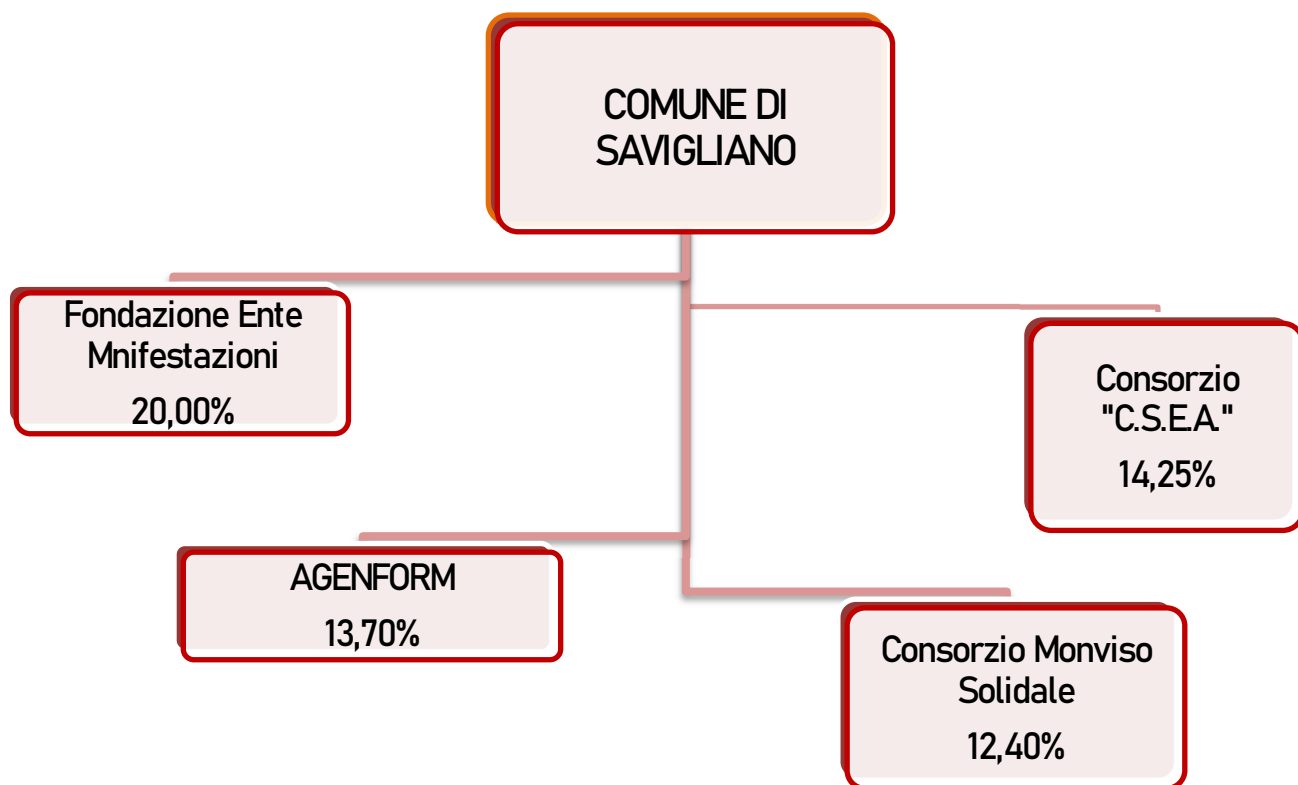 COMUNE DI
SAVIGLIANO
Fondazione Ente
Mnifestazioni
20,00%
Consorzio
"C.S.E.A."
14,25%
AGENFORM
13,70%
Consorzio Monviso
Solidale
12,40%